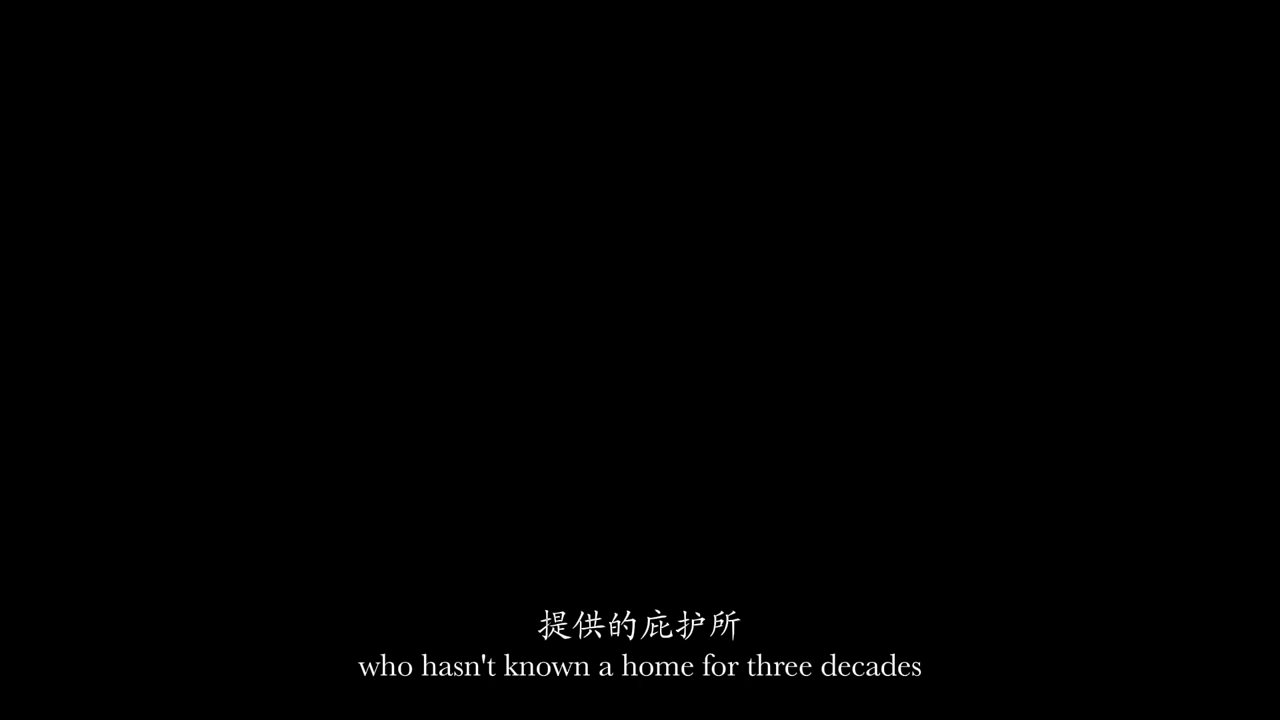 提供的庇护所
who hasn't known a home for three decades